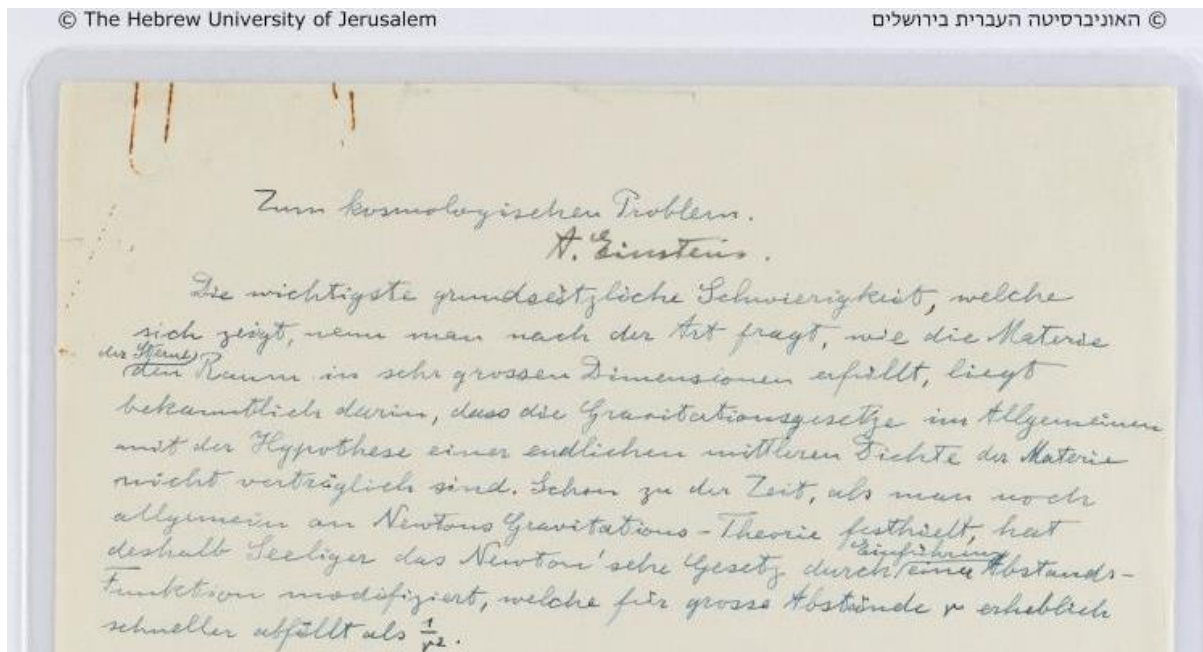 © The Hebrew University of Jerusalem
© האוניברסיטה העברית בירושלים
Zum kosmologischen Problem.
A. Einstein.
Die wichtigste grundsätzliche Schwierigkeit, welche
sich zeigt, wenn man nach der Art fragt, wie die Materie
der Sterne
den Raum in sehr grossen Dimensionen erfüllt, liegt
bekanntlich darin, dass die Gravitationsgesetze im Allgemeinen
mit der Hypothese einer endlichen mittleren Dichte der Materie
nicht verträglich sind. Schon zu der Zeit, als man noch
allgemein an Newtons Gravitations-Theorie festhielt, hat
Einführung
deshalb Seeliger das Newton'sche Gesetz durch einer Abstands-
Funktion modifiziert, welche für grosse Abstände r erheblich
schneller abfällt als 1/r².